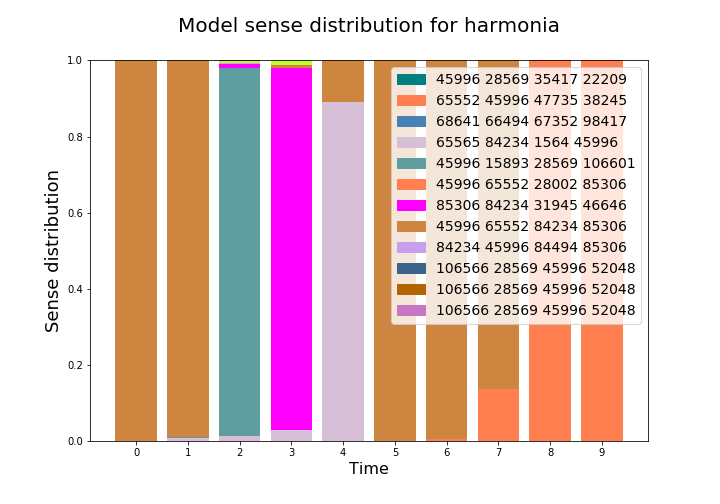 Model sense distribution for harmonia
1.0
0.8
0.6
0.4
0.2
0.0
Sense distribution
45996 28569 35417 22209
65552 45996 47735 38245
68641 66494 67352 98417
65565 84234 1564 45996
45996 15893 28569 106601
45996 65552 28002 85306
85306 84234 31945 46646
45996 65552 84234 85306
84234 45996 84494 85306
106566 28569 45996 52048
106566 28569 45996 52048
106566 28569 45996 52048
0 1 2 3 4 5 6 7 8 9
Time